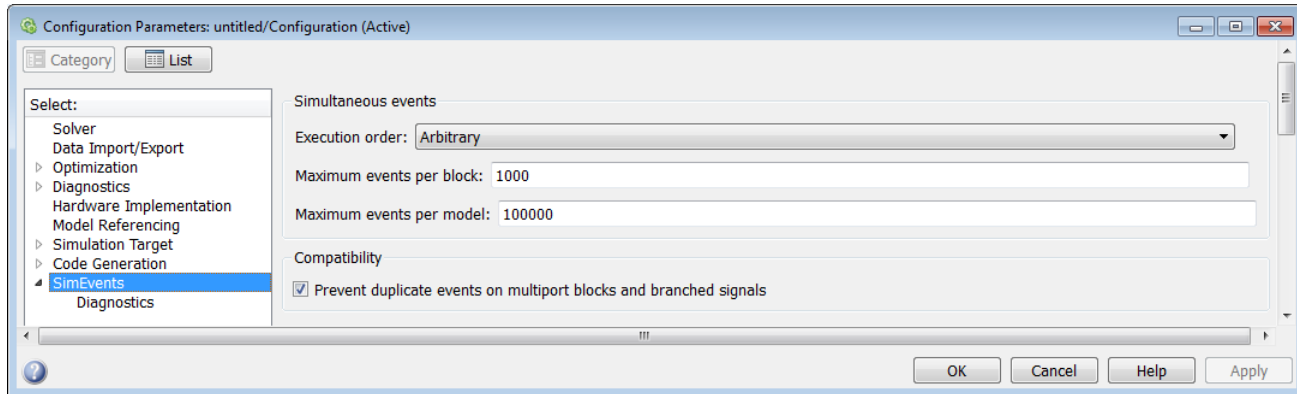 Configuration Parameters: untitled/Configuration (Active)
Category
List
Select:
Solver
Data Import/Export
Optimization
Diagnostics
Hardware Implementation
Model Referencing
Simulation Target
Code Generation
SimEvents
Diagnostics
Simultaneous events
Execution order: Arbitrary
Maximum events per block: 1000
Maximum events per model: 100000
Compatibility
Prevent duplicate events on multiport blocks and branched signals
OK Cancel Help Apply